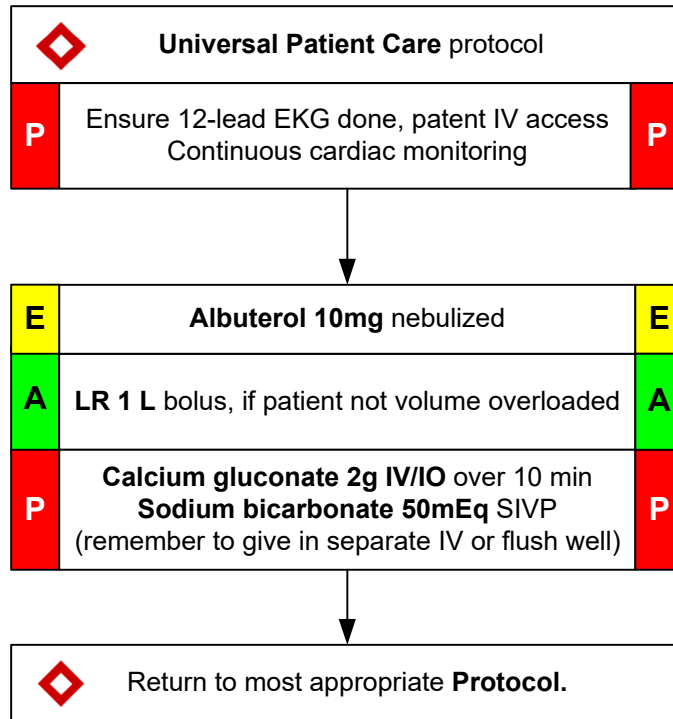 Universal Patient Care protocol
P
Ensure 12-lead EKG done, patent IV access
Continuous cardiac monitoring
P
E
Albuterol 10mg nebulized
E
A
LR 1 L bolus, if patient not volume overloaded
A
P
Calcium gluconate 2g IV/IO over 10 min
Sodium bicarbonate 50mEq SIVP
(remember to give in separate IV or flush well)
P
Return to most appropriate Protocol.